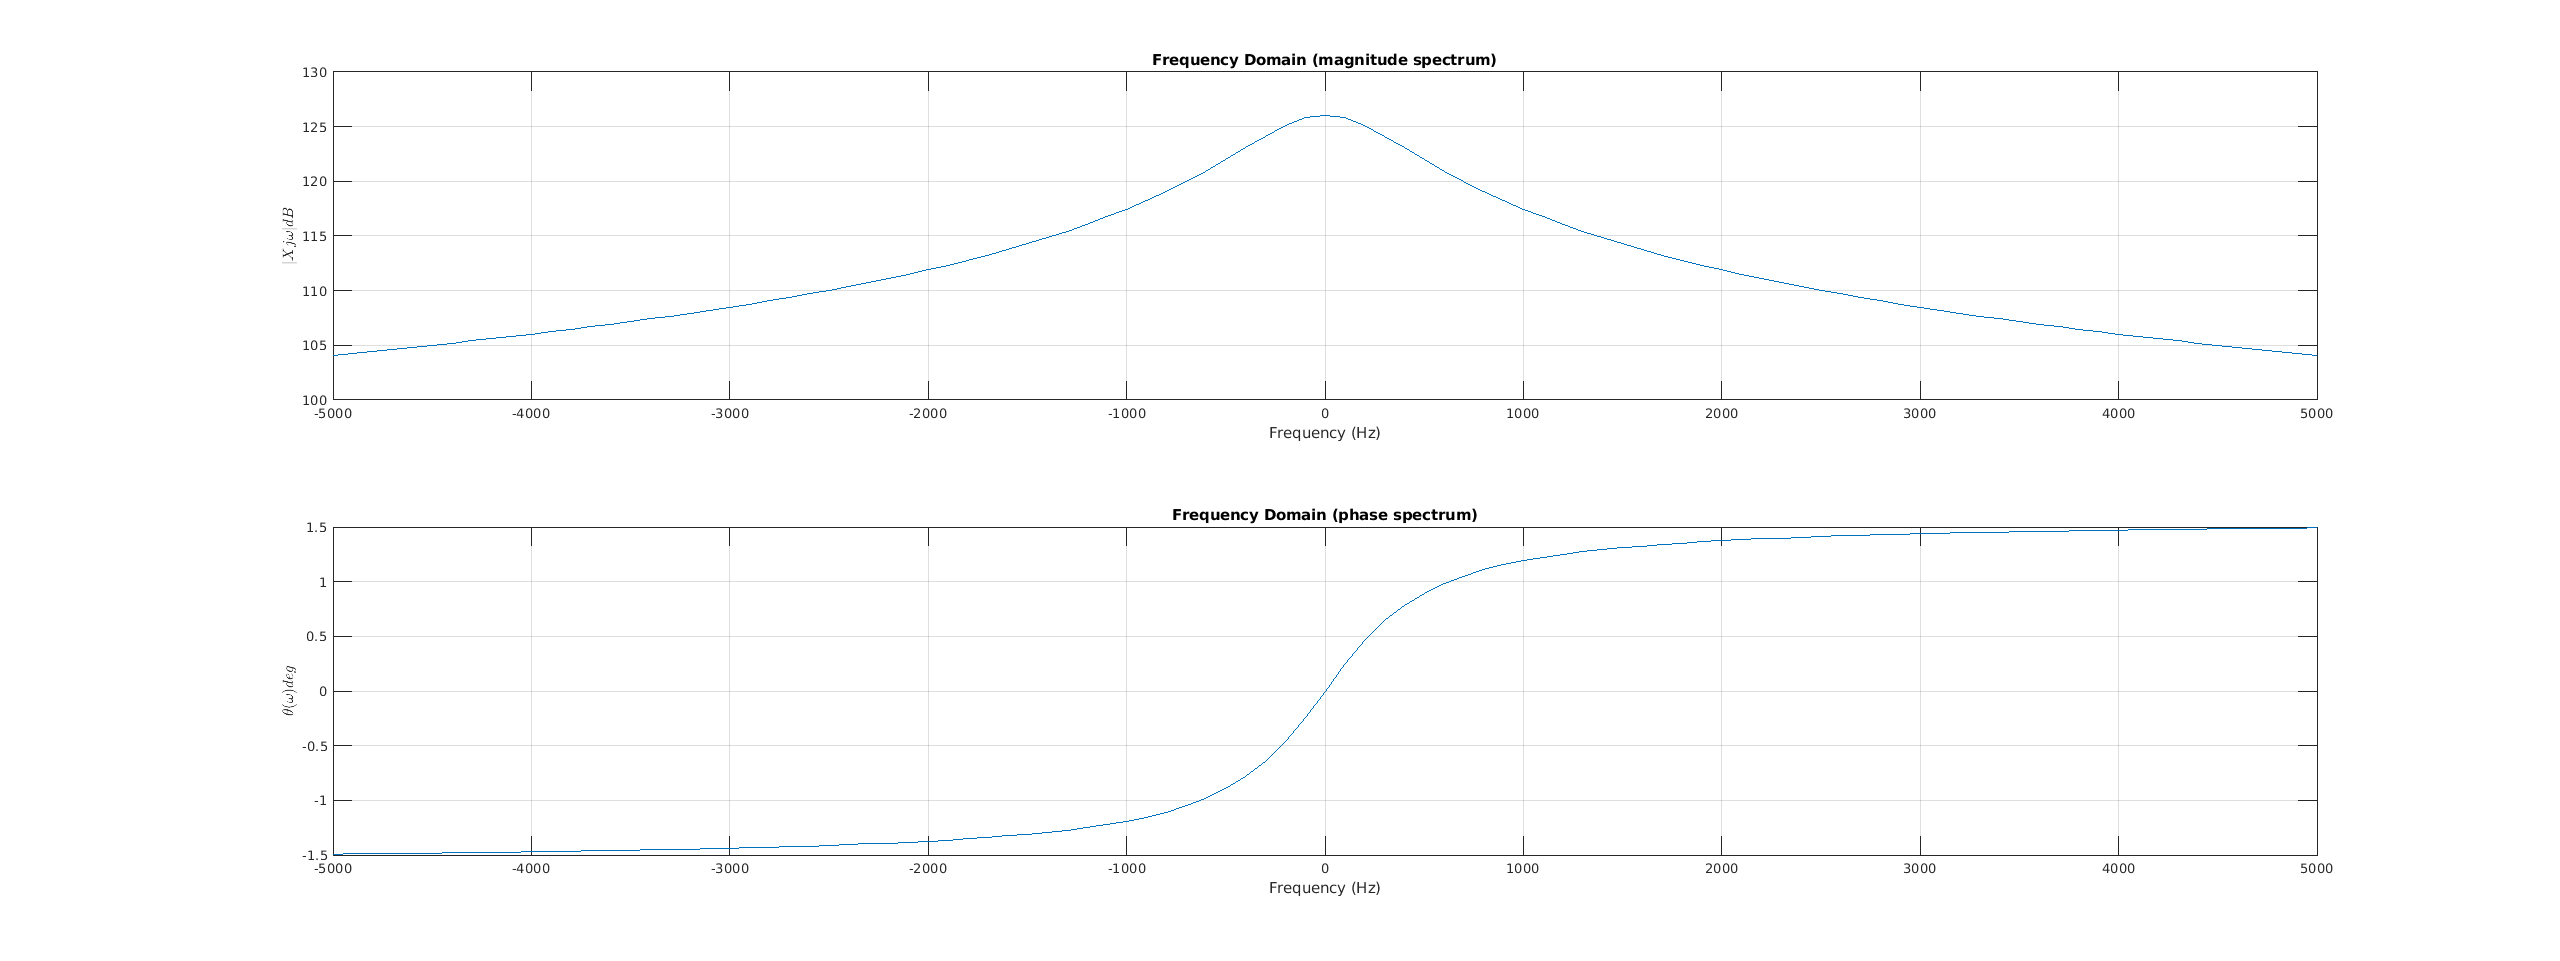 Frequency Domain (magnitude spectrum)
|Xjω|dB
130
125
120
115
110
105
100
-5000 -4000 -3000 -2000 -1000 0 1000 2000 3000 4000 5000
Frequency (Hz)
Frequency Domain (phase spectrum)
θ(ω)deg
1.5
1
0.5
0
-0.5
-1
-1.5
-5000 -4000 -3000 -2000 -1000 0 1000 2000 3000 4000 5000
Frequency (Hz)